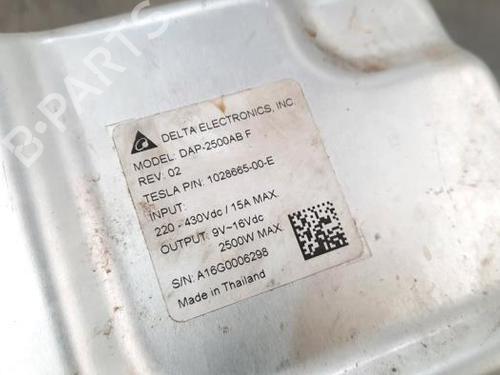 B-PARTS
DELTA ELECTRONICS, INC.
MODEL: DAP-2500AB F
REV: 02
TESLA P/N: 1028665-00-E
INPUT:
220 - 430Vdc / 15A MAX.
OUTPUT: 9V~16Vdc
2500W MAX.
S/N: A16G0006298
Made in Thailand